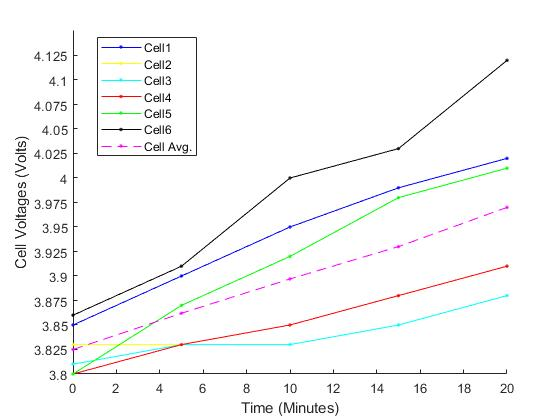 4.125
4.1
4.075
4.05
4.025
4
3.975
3.95
3.925
3.9
3.875
3.85
3.825
3.8
Cell Voltages (Volts)
Cell1
Cell2
Cell3
Cell4
Cell5
Cell6
Cell Avg.
0 2 4 6 8 10 12 14 16 18 20
Time (Minutes)